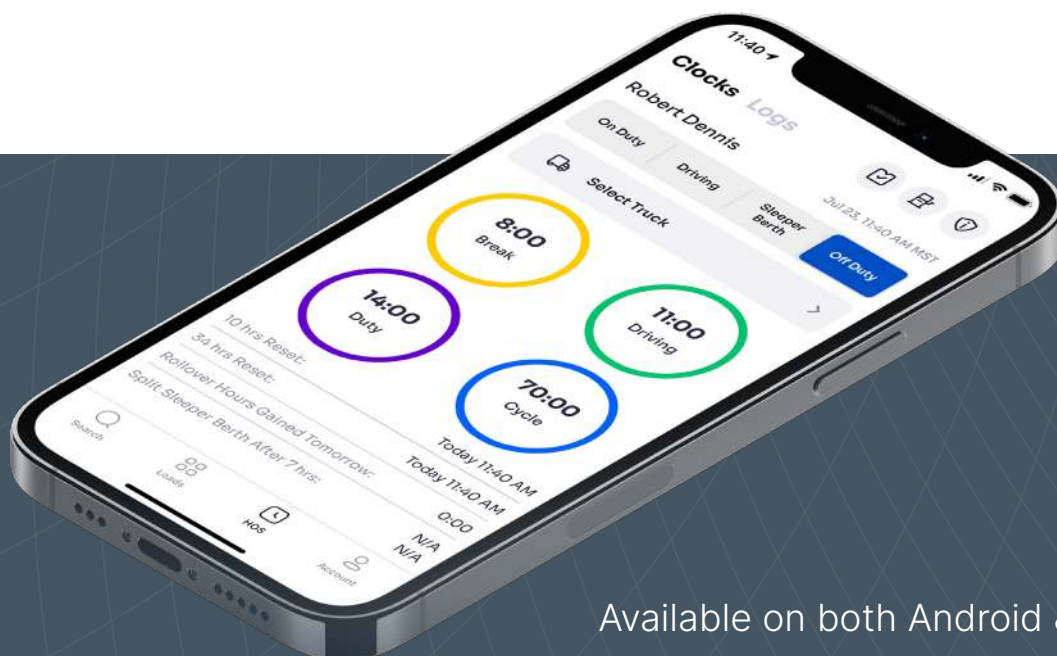 11:40
Clocks Logs
Robert Dennis
Jul 23, 11:40 AM MST
On Duty
Driving
Sleeper
Berth
Off Duty
Select Truck
8:00
Break
11:00
Driving
14:00
Duty
70:00
Cycle
10 hrs Reset:
Today 11:40 AM
34 hrs Reset:
Today 11:40 AM
Rollover Hours Gained Tomorrow:
0:00
Split Sleeper Berth After 7 hrs:
N/A
N/A
Search
Loads
HOS
Account
Available on both Android